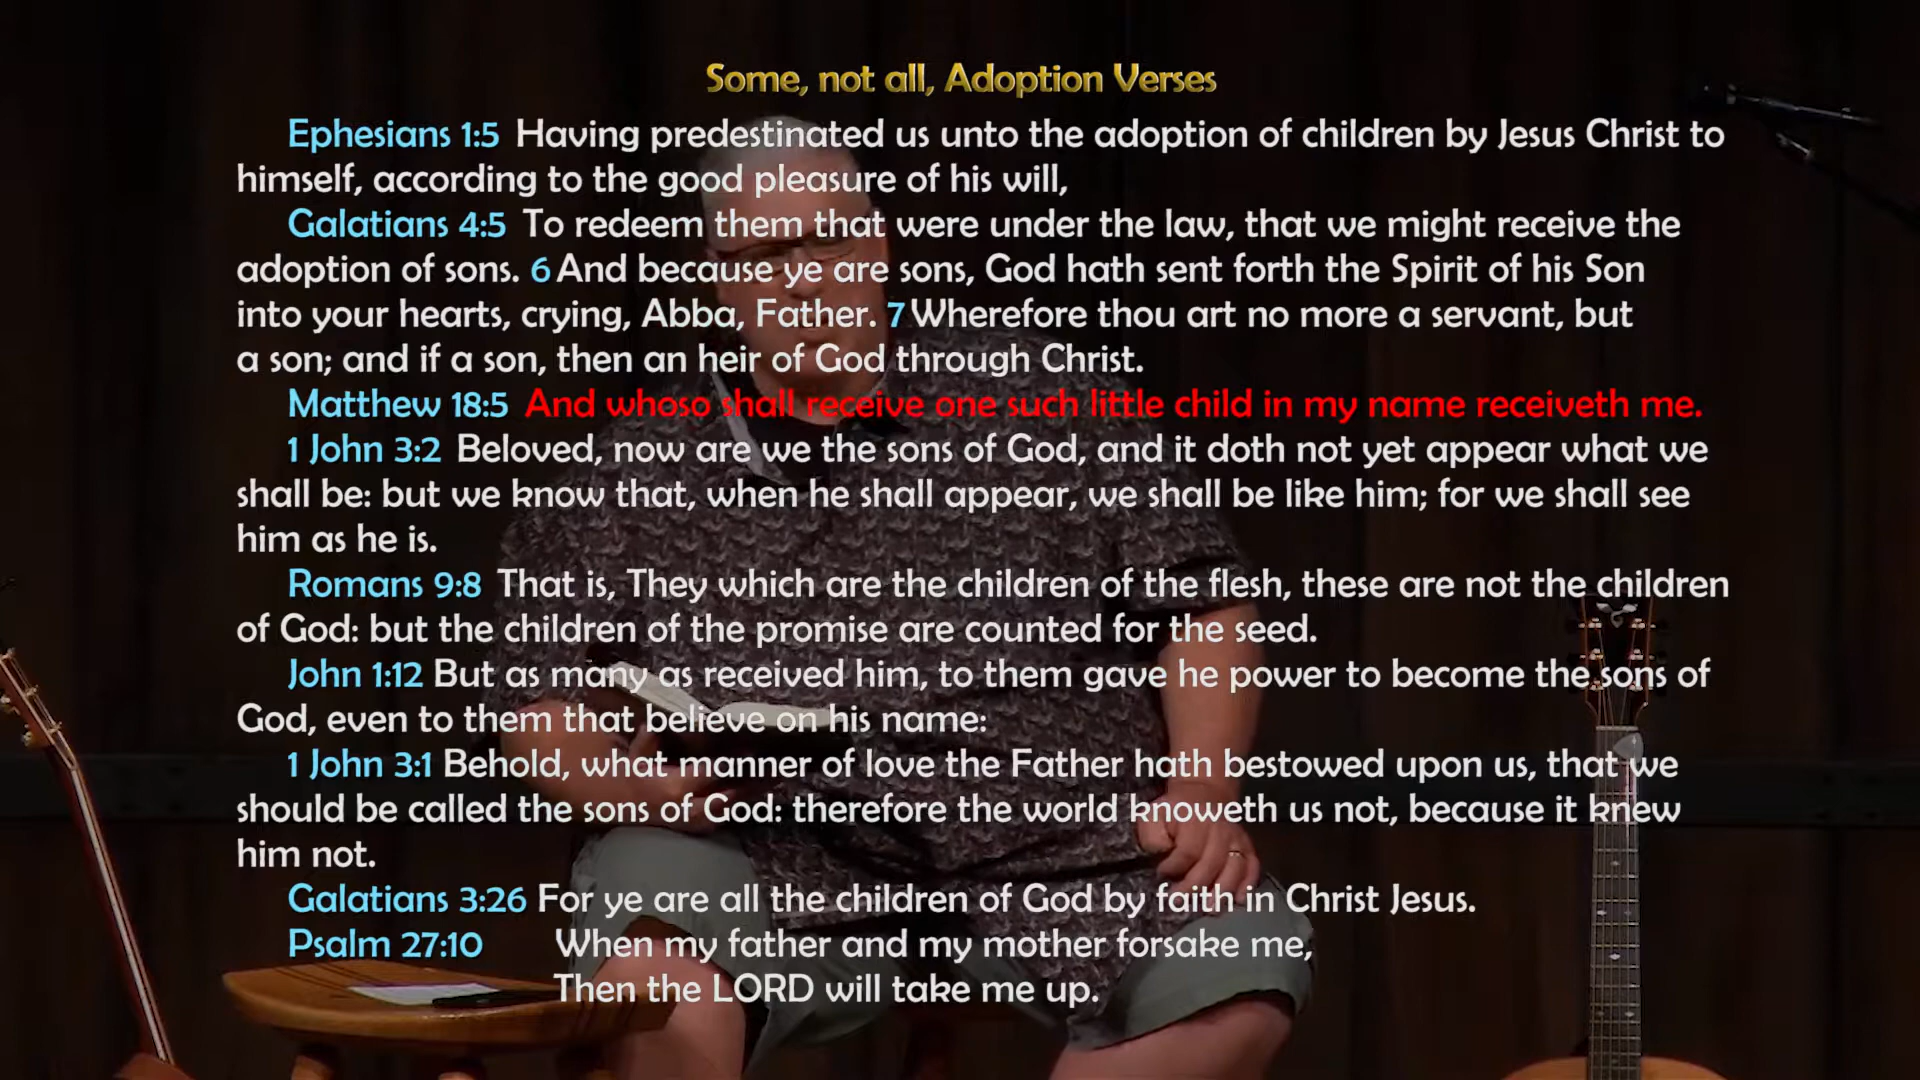 Some, not all, Adoption Verses
Ephesians 1:5 Having predestinated us unto the adoption of children by Jesus Christ to
himself, according to the good pleasure of his will,
Galatians 4:5 To redeem them that were under the law, that we might receive the
adoption of sons. 6 And because ye are sons, God hath sent forth the Spirit of his Son
into your hearts, crying, Abba, Father. 7 Wherefore thou art no more a servant, but
a son; and if a son, then an heir of God through Christ.
Matthew 18:5 And whoso shall receive one such little child in my name receiveth me.
1 John 3:2 Beloved, now are we the sons of God, and it doth not yet appear what we
shall be: but we know that, when he shall appear, we shall be like him; for we shall see
him as he is.
Romans 9:8 That is, They which are the children of the flesh, these are not the children
of God: but the children of the promise are counted for the seed.
John 1:12 But as many as received him, to them gave he power to become the sons of
God, even to them that believe on his name:
1 John 3:1 Behold, what manner of love the Father hath bestowed upon us, that we
should be called the sons of God: therefore the world knoweth us not, because it knew
him not.
Galatians 3:26 For ye are all the children of God by faith in Christ Jesus.
Psalm 27:10 When my father and my mother forsake me,
Then the LORD will take me up.